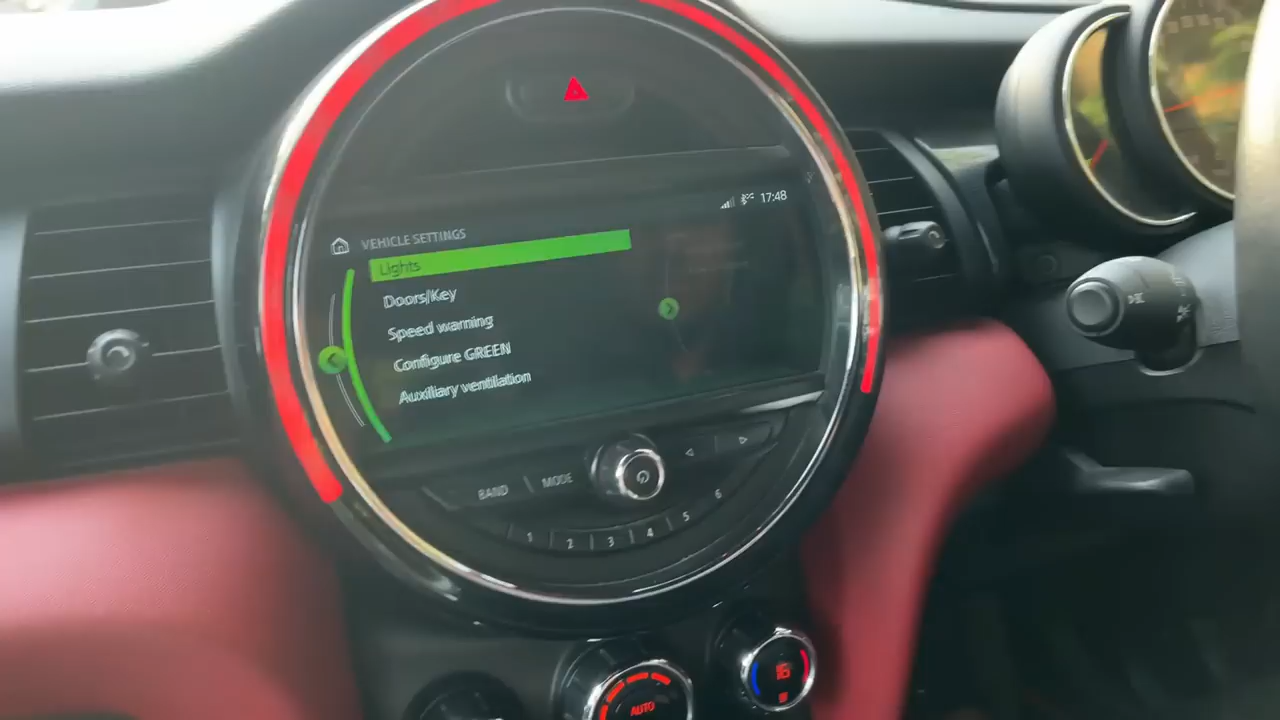 17:48
VEHICLE SETTINGS
Lights
Doors/Key
Speed warning
Configure GREEN
Auxiliary ventilation
BAND MODE
1 2 3 4 5 6
AUTO